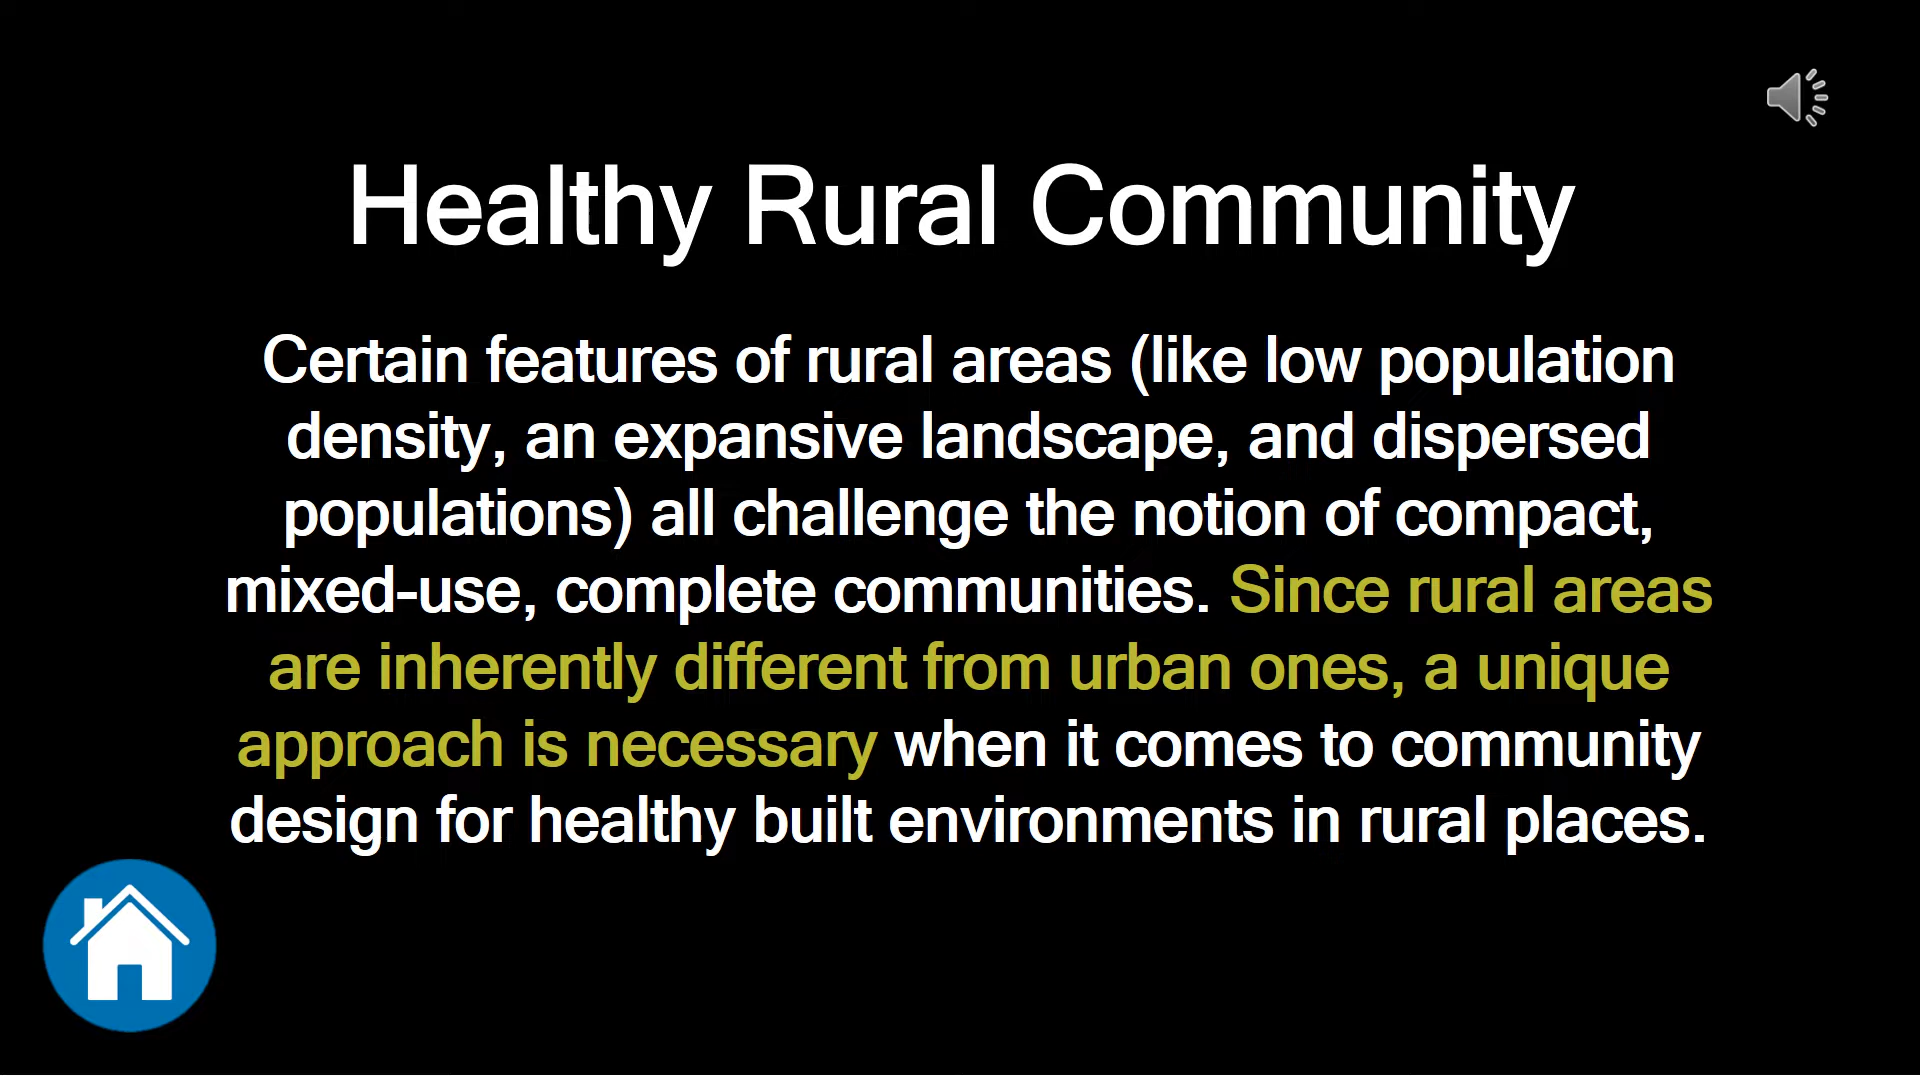 Healthy Rural Community
Certain features of rural areas (like low population
density, an expansive landscape, and dispersed
populations) all challenge the notion of compact,
mixed-use, complete communities. Since rural areas
are inherently different from urban ones, a unique
approach is necessary when it comes to community
design for healthy built environments in rural places.